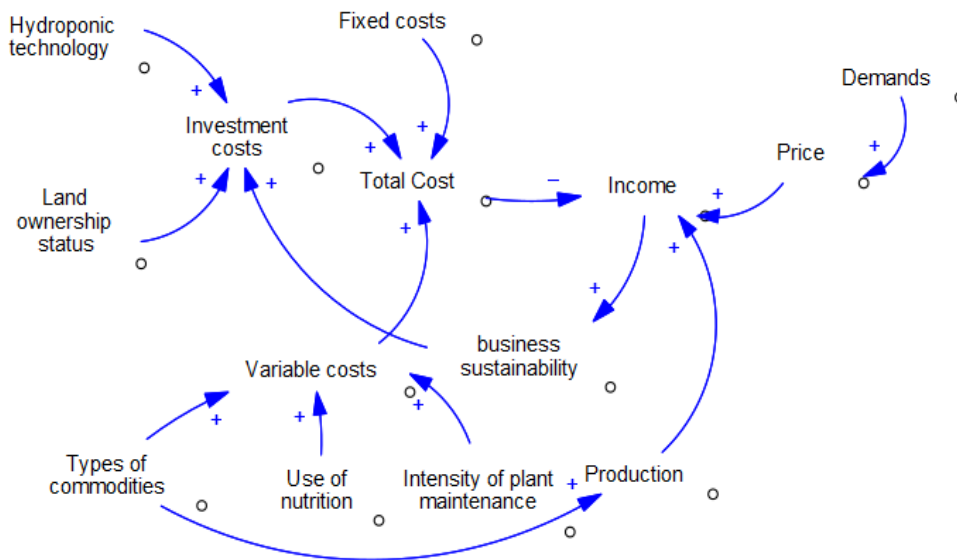 Hydroponic
technology
Fixed costs
Demands
+
Investment
costs
+
+
+
Price
Total Cost
−
Income
+
+
+
Land
ownership
status
+
+
+
business
sustainability
Variable costs
+
+
+
Types of
commodities
Use of
nutrition
Intensity of plant
maintenance
+
Production